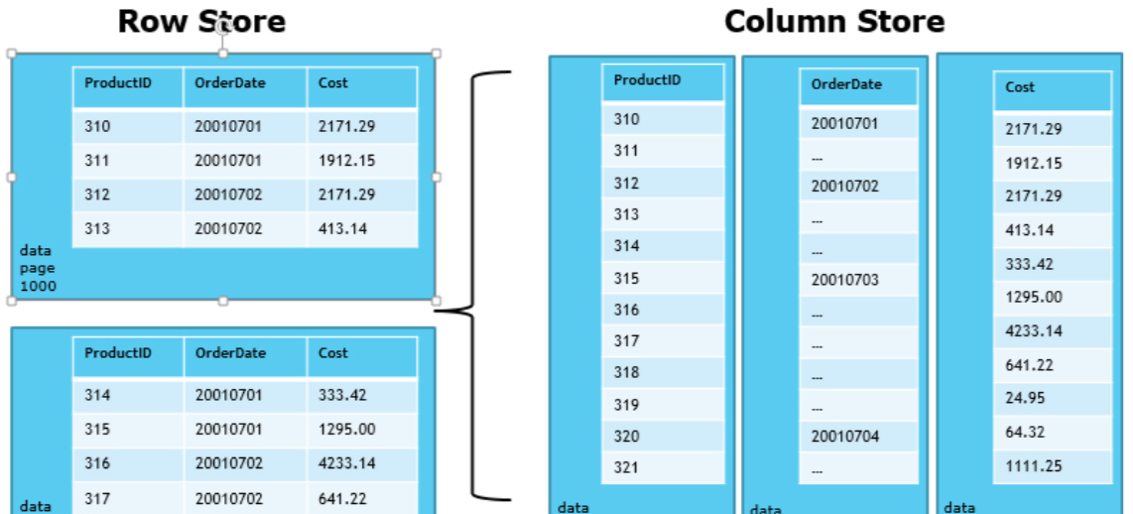 Row Store
ProductID OrderDate Cost
310 20010701 2171.29
311 20010701 1912.15
312 20010702 2171.29
313 20010702 413.14
data
page
1000
ProductID OrderDate Cost
314 20010701 333.42
315 20010701 1295.00
316 20010702 4233.14
317 20010702 641.22
data
Column Store
ProductID
310
311
312
313
314
315
316
317
318
319
320
321
data
OrderDate
20010701
...
20010702
...
...
20010703
...
...
...
...
20010704
...
data
Cost
2171.29
1912.15
2171.29
413.14
333.42
1295.00
4233.14
641.22
24.95
64.32
1111.25
data